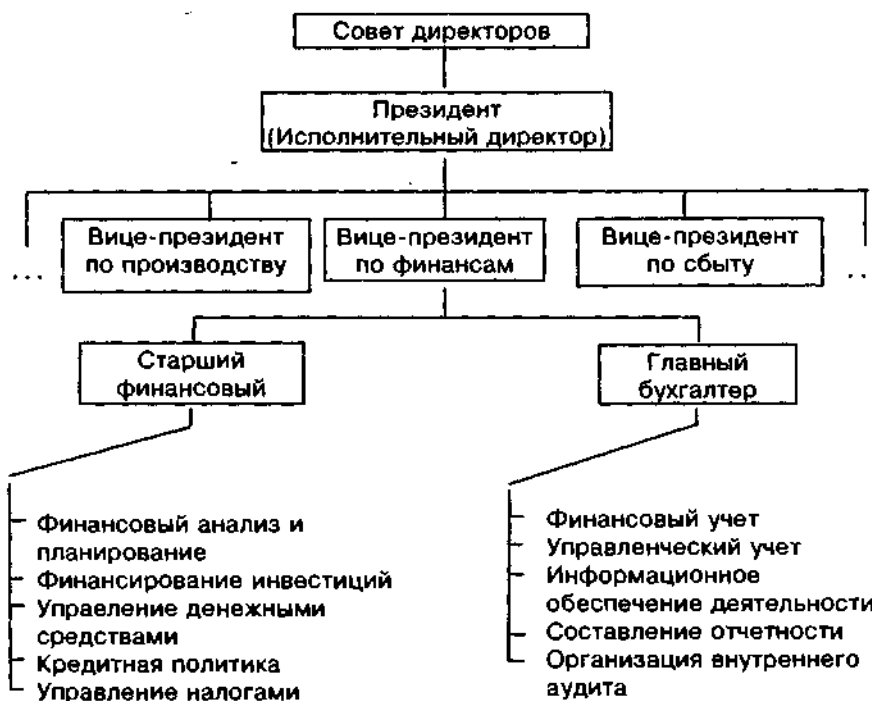 Совет директоров
Президент
(Исполнительный директор)
Вице-президент
по производству
Вице-президент
по финансам
Вице-президент
по сбыту
...
...
Старший
финансовый
Главный
бухгалтер
Финансовый анализ и
планирование
Финансирование инвестиций
Управление денежными
средствами
Кредитная политика
Управление налогами
Финансовый учет
Управленческий учет
Информационное
обеспечение деятельности
Составление отчетности
Организация внутреннего
аудита